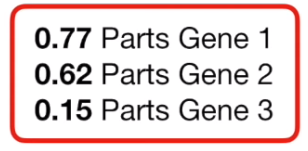 0.77 Parts Gene 1
0.62 Parts Gene 2
0.15 Parts Gene 3